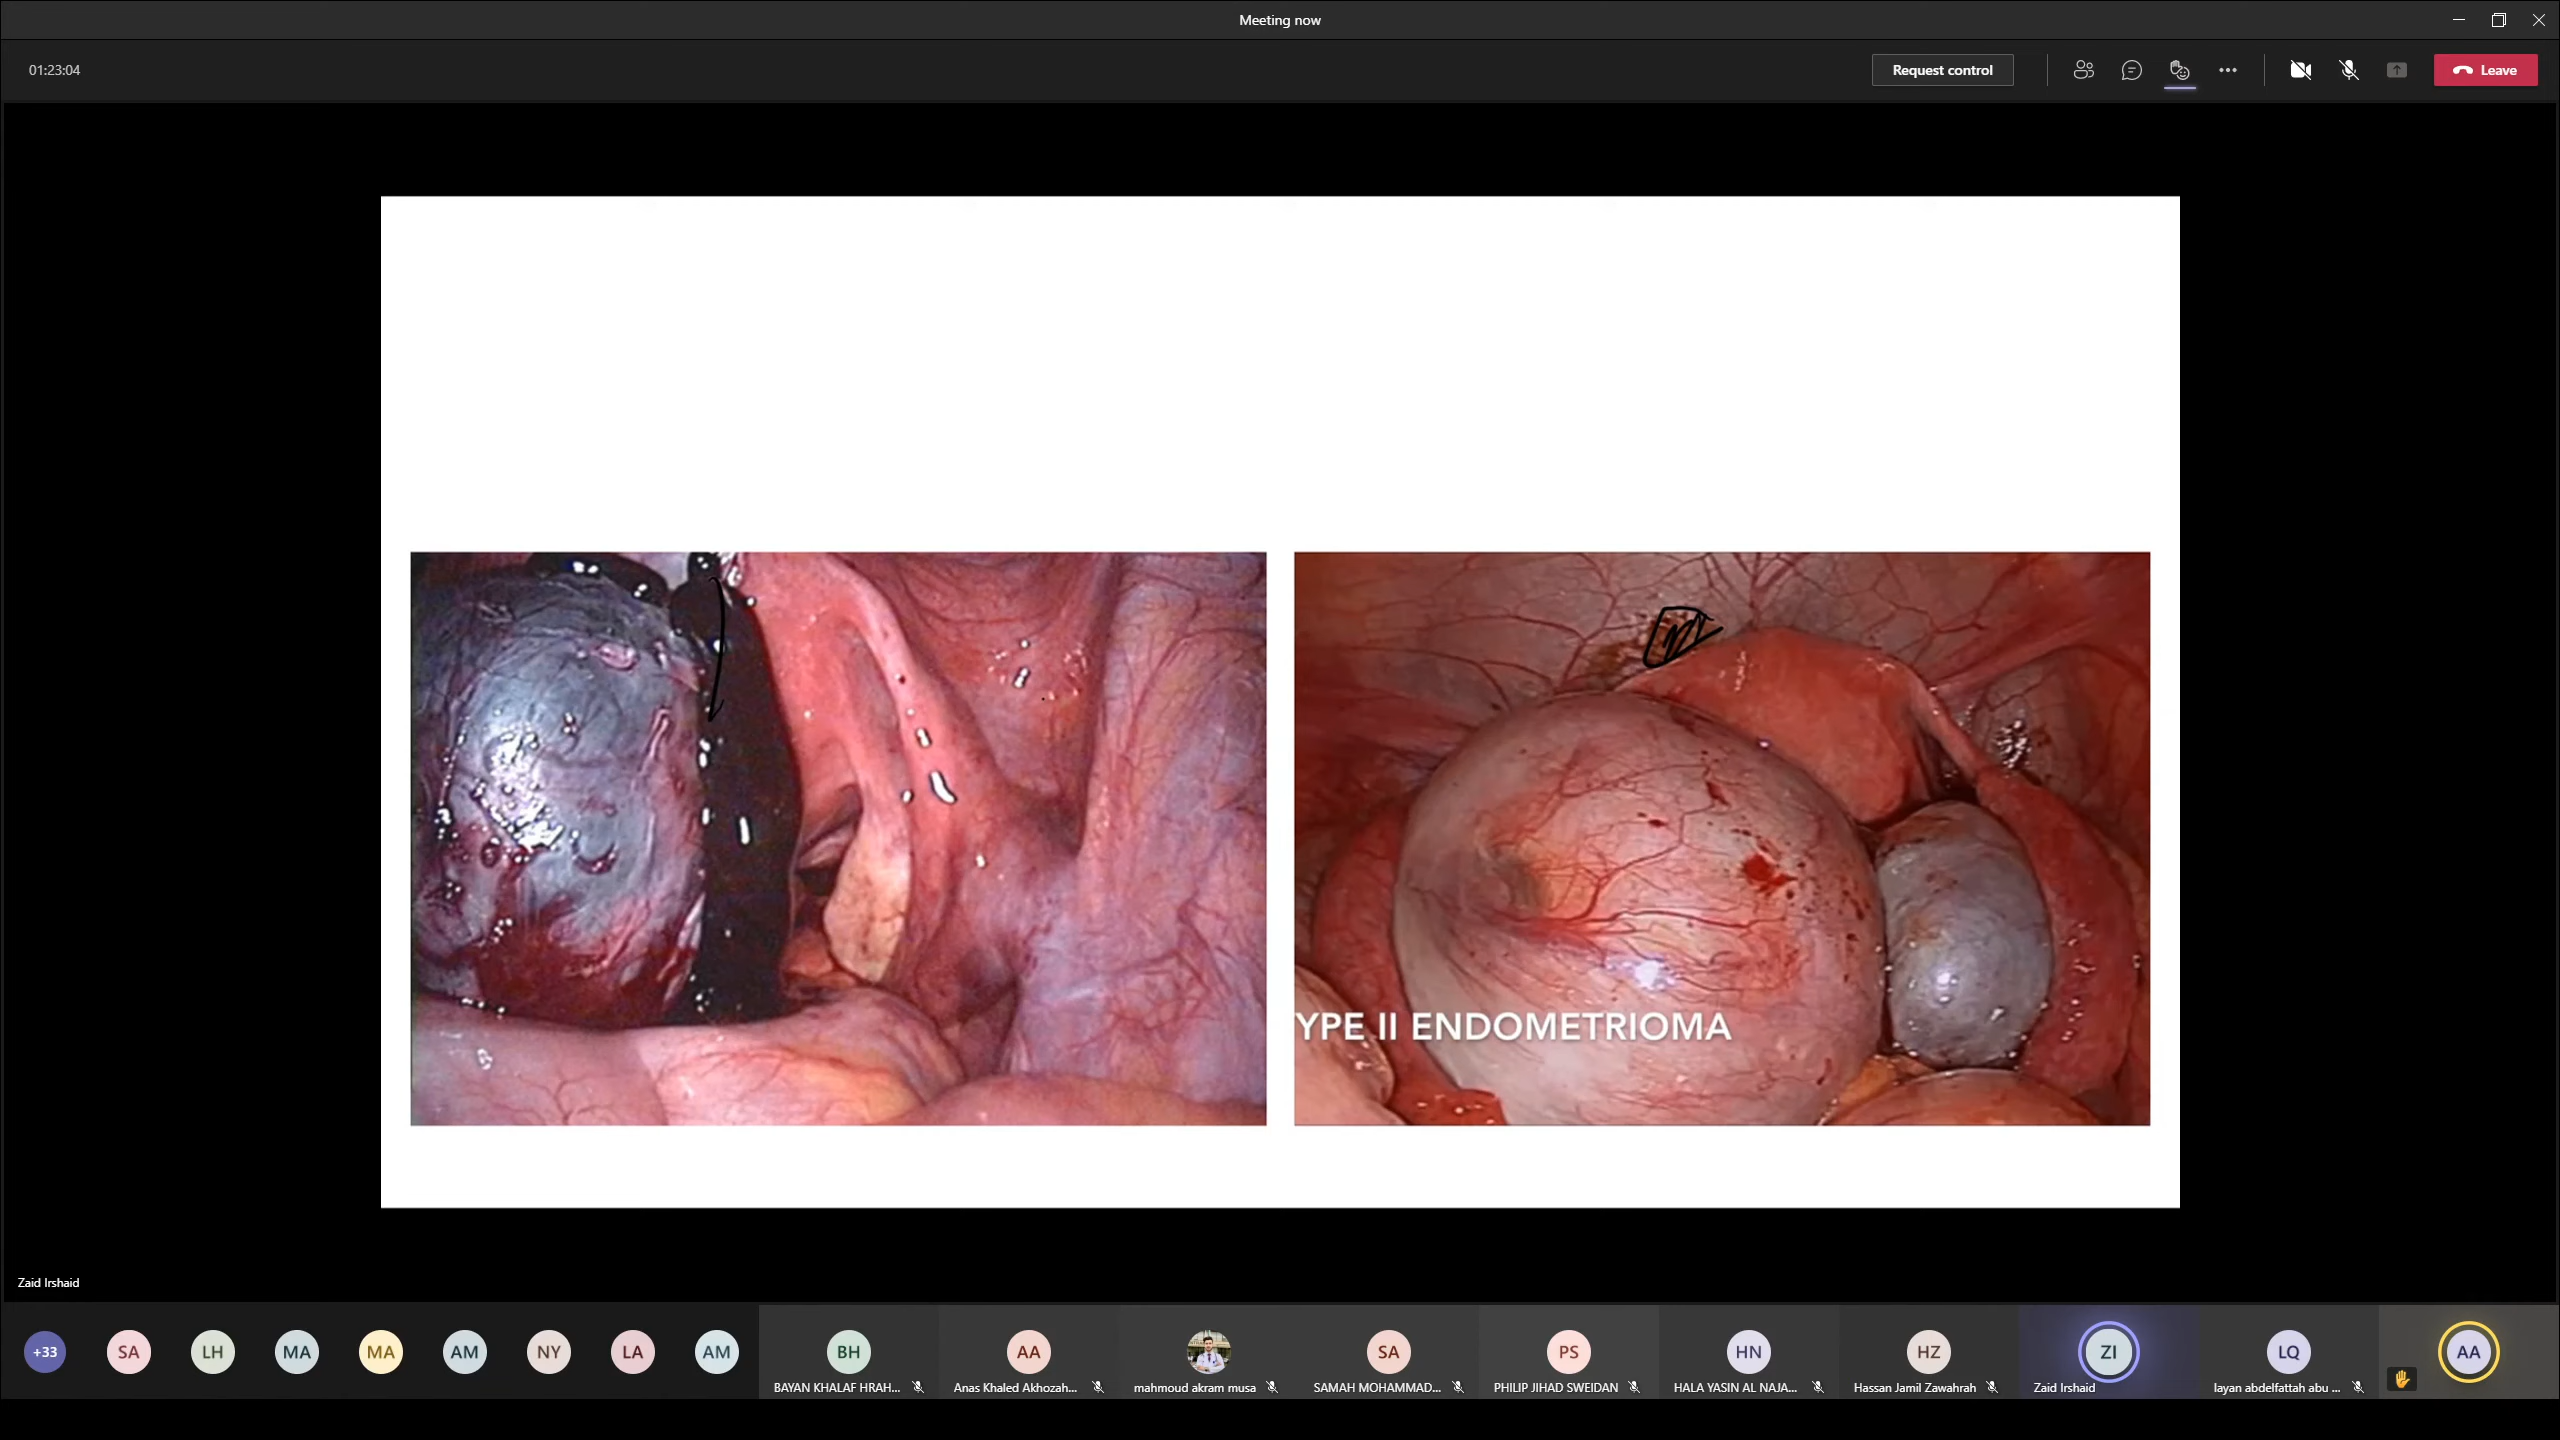 Meeting now
01:23:04
Request control
Leave
YPE II ENDOMETRIOMA
Zaid Irshaid
+33
SA
LH
MA
MA
AM
NY
LA
AM
BH
AA
SA
PS
HN
HZ
ZI
LQ
AA
BAYAN KHALAF HRAH...
Anas Khaled Akhozah...
mahmoud akram musa
SAMAH MOHAMMAD...
PHILIP JIHAD SWEIDAN
HALA YASIN AL NAJA...
Hassan Jamil Zawahrah
Zaid Irshaid
layan abdelfattah abu ...